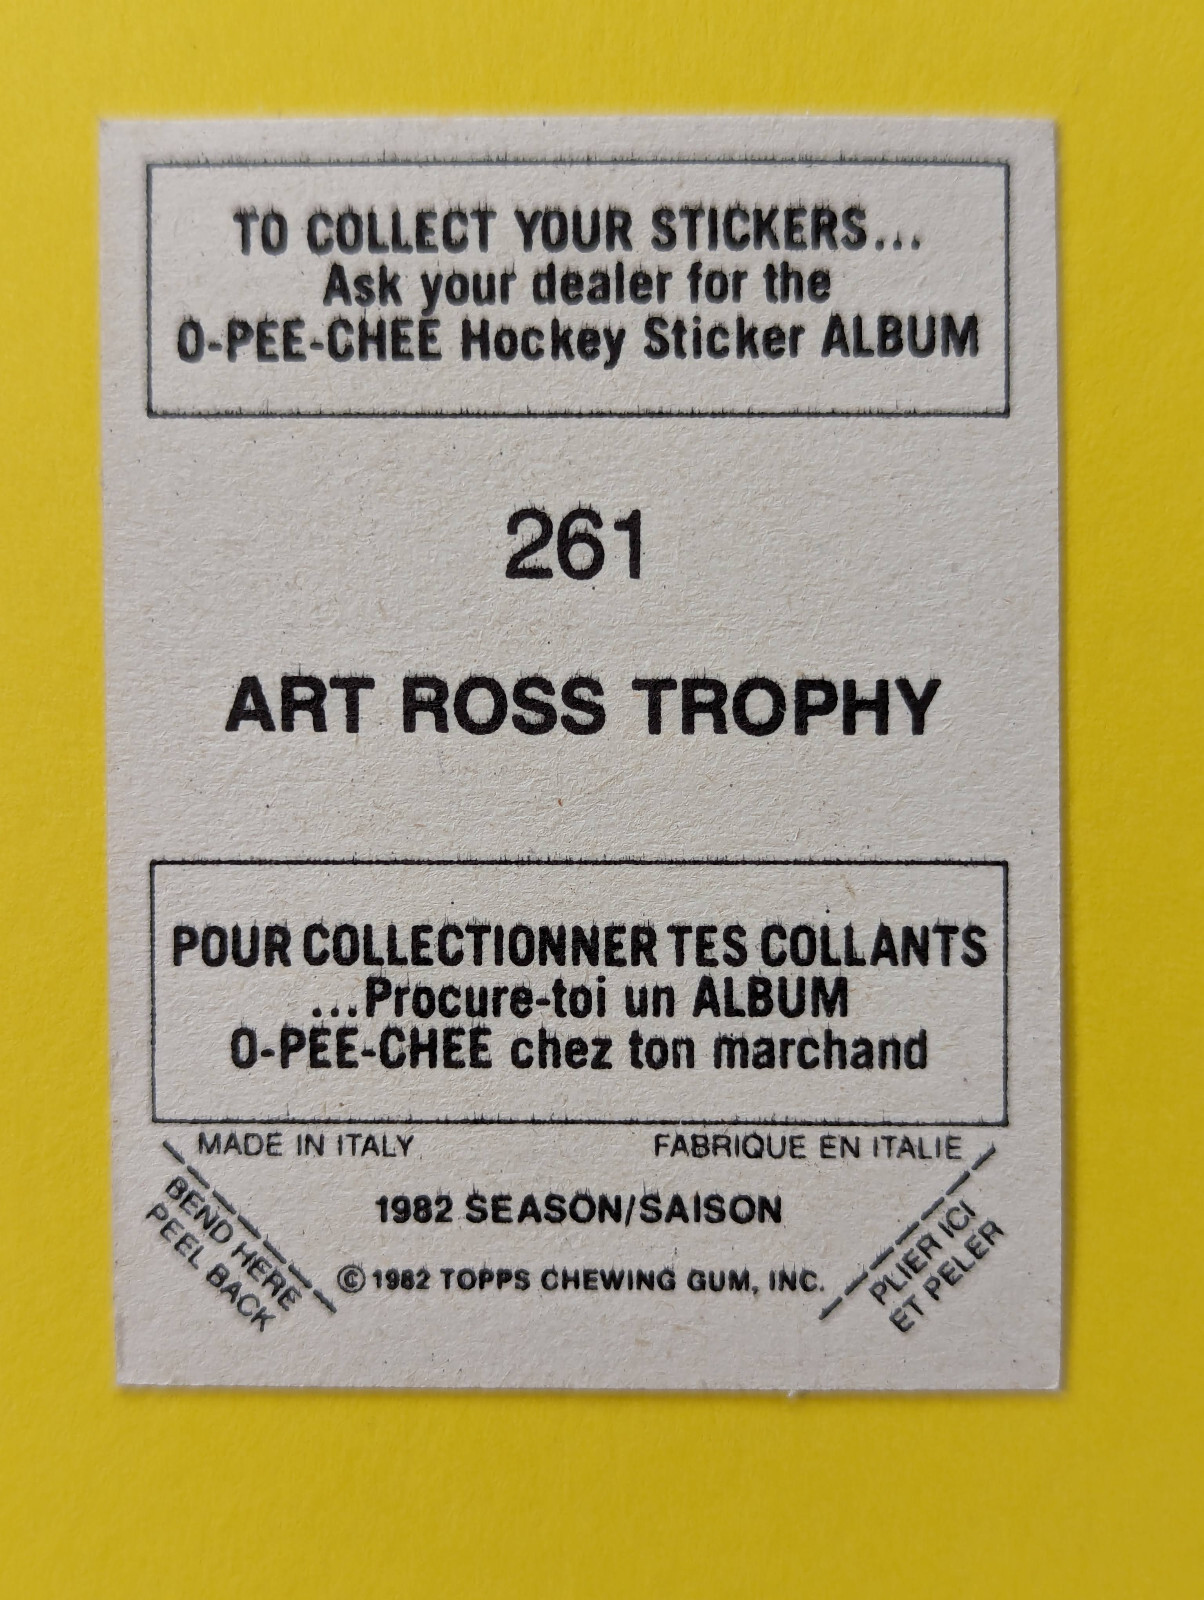 TO COLLECT YOUR STICKERS...
Ask your dealer for the
O-PEE-CHEE Hockey Sticker ALBUM
261
ART ROSS TROPHY
POUR COLLECTIONNER TES COLLANTS
...Procure-toi un ALBUM
O-PEE-CHEE chez ton marchand
MADE IN ITALY
FABRIQUE EN ITALIE
BEND HERE
PEEL BACK
1982 SEASON/SAISON
© 1982 TOPPS CHEWING GUM, INC.
PLIER ICI
ET PELER